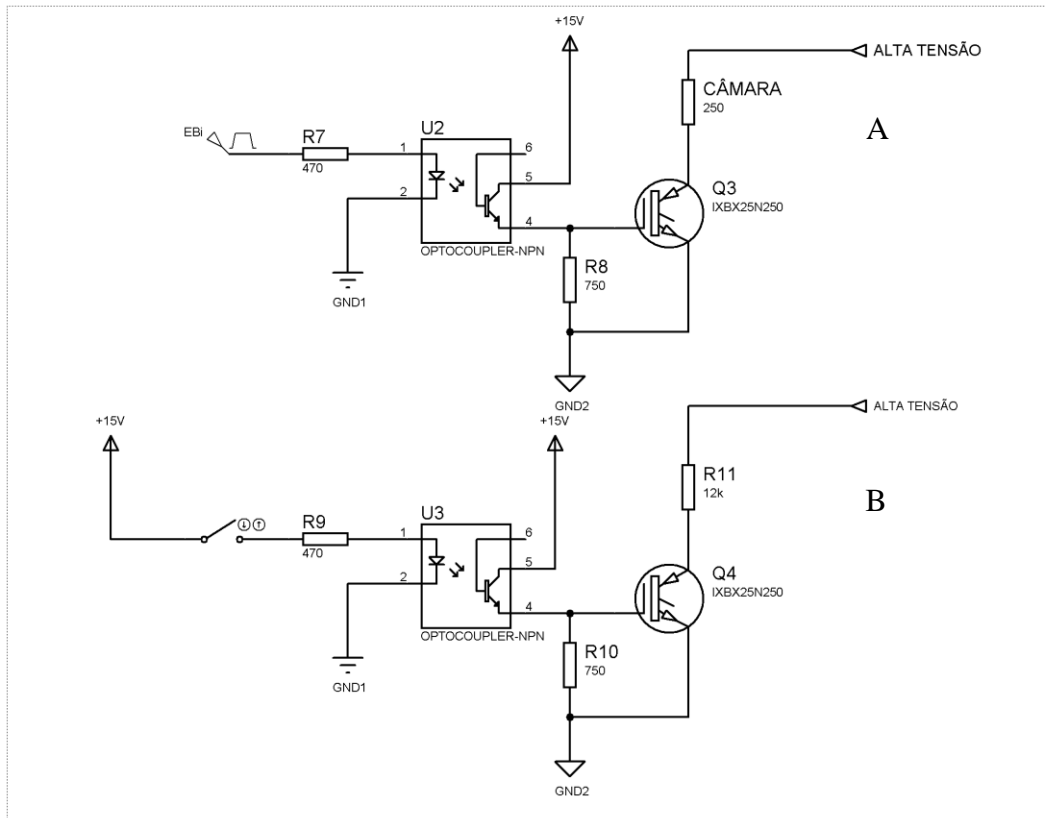 +15V
ALTA TENSÃO
CÂMARA
250
A
EBi
R7
470
U2
1
2
6
5
4
OPTOCOUPLER-NPN
Q3
IXBX25N250
R8
750
GND1
GND2
+15V
+15V
ALTA TENSÃO
R11
12k
B
R9
470
U3
1
2
6
5
4
OPTOCOUPLER-NPN
Q4
IXBX25N250
R10
750
GND1
GND2